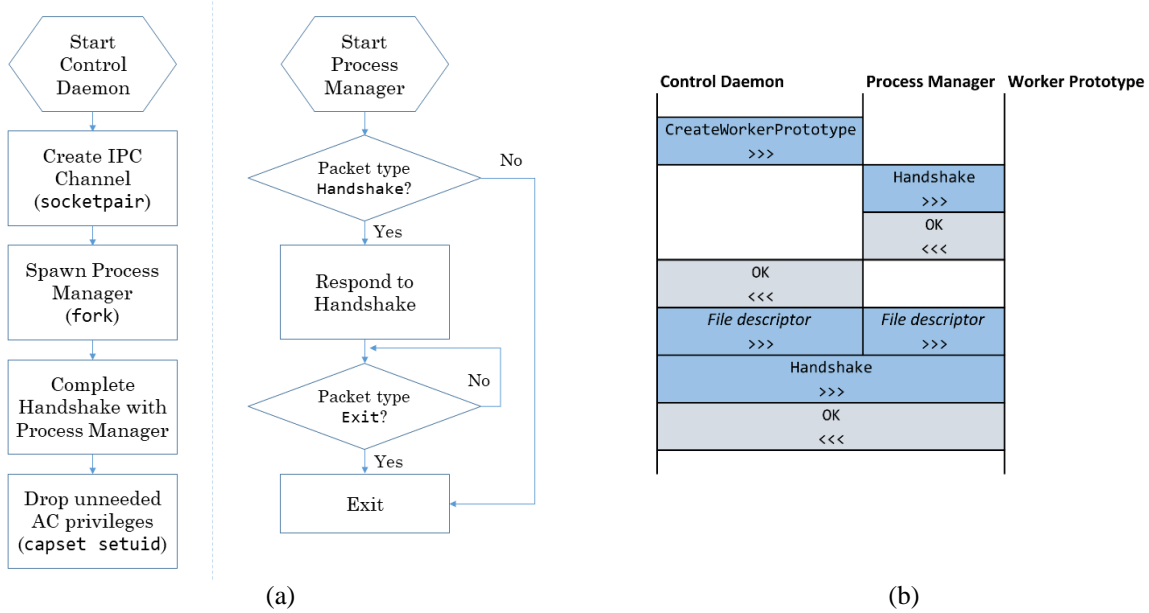 Start
Control
Daemon
Create IPC
Channel
(socketpair)
Spawn Process
Manager
(fork)
Complete
Handshake with
Process Manager
Drop unneeded
AC privileges
(capset setuid)
Start
Process
Manager
Packet type
Handshake?
No
Yes
Respond to
Handshake
Packet type
Exit?
No
Yes
Exit
(a)
Control Daemon Process Manager Worker Prototype
CreateWorkerPrototype
>>>
Handshake
>>>
OK
<<<
OK
<<<
File descriptor File descriptor
>>> >>>
Handshake
>>>
OK
<<<
(b)